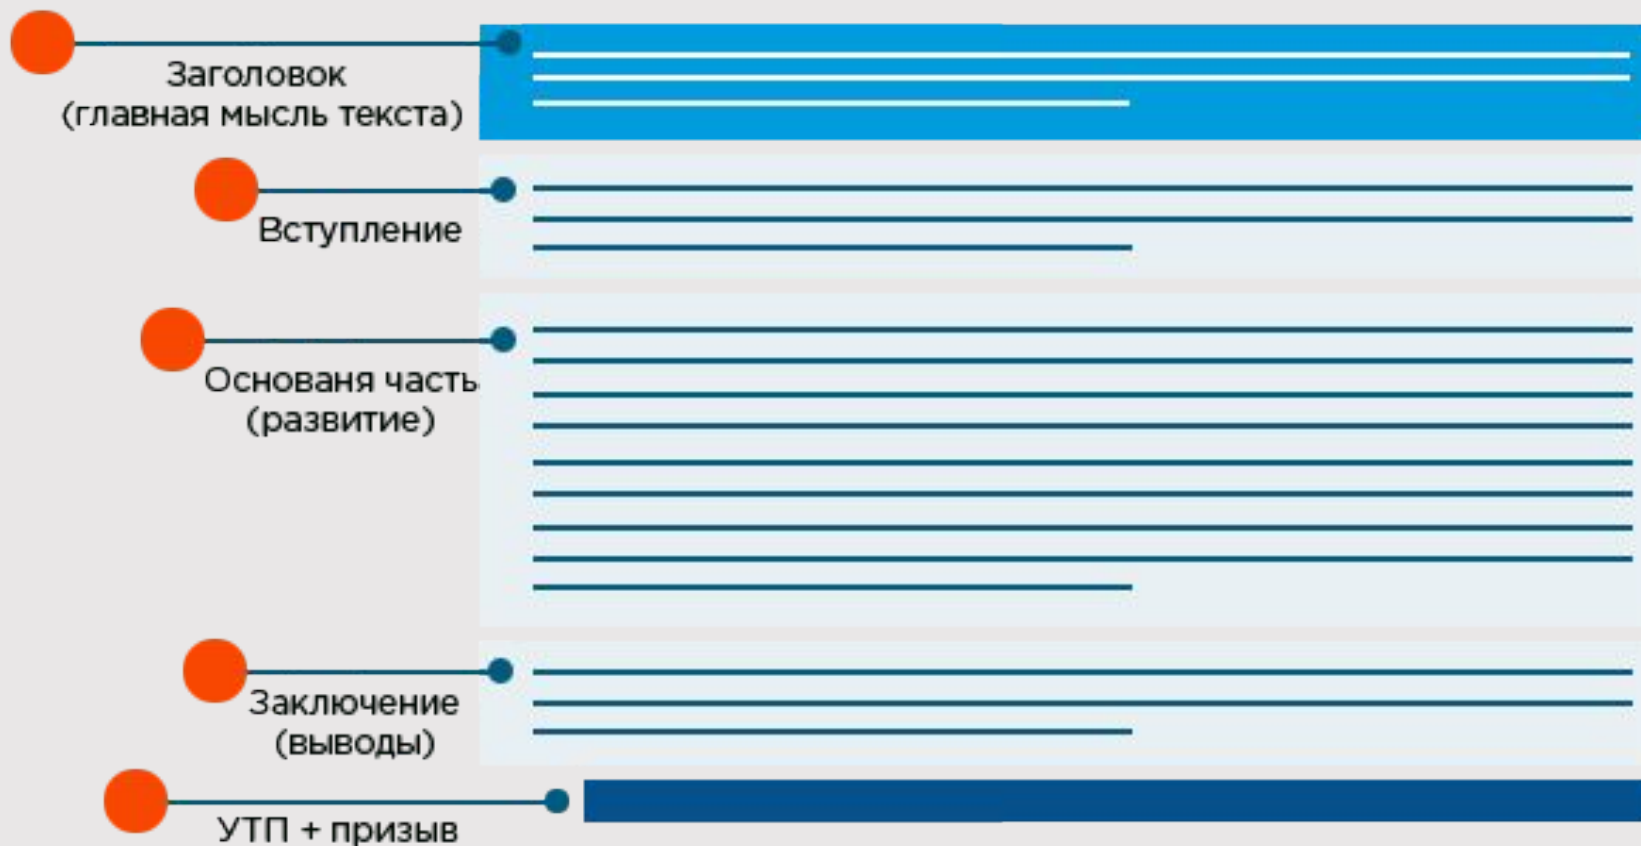 Заголовок
(главная мысль текста)
Вступление
Основаня часть
(развитие)
Заключение
(выводы)
УТП + призыв